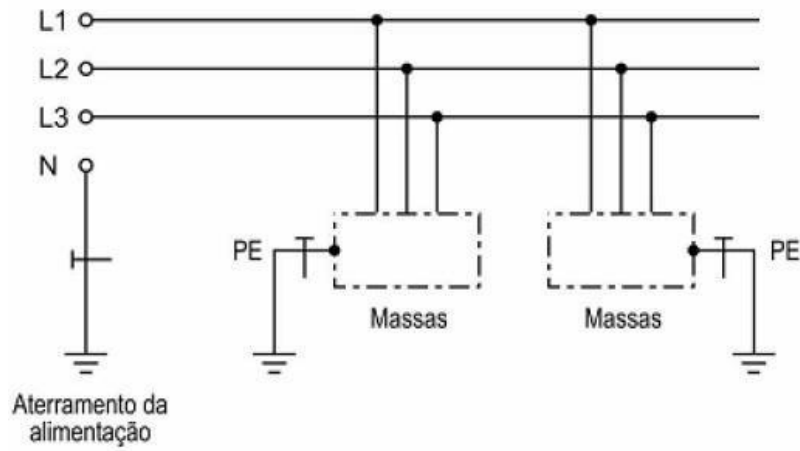 L1
L2
L3
N
PE
PE
Massas
Massas
Aterramento da
alimentação